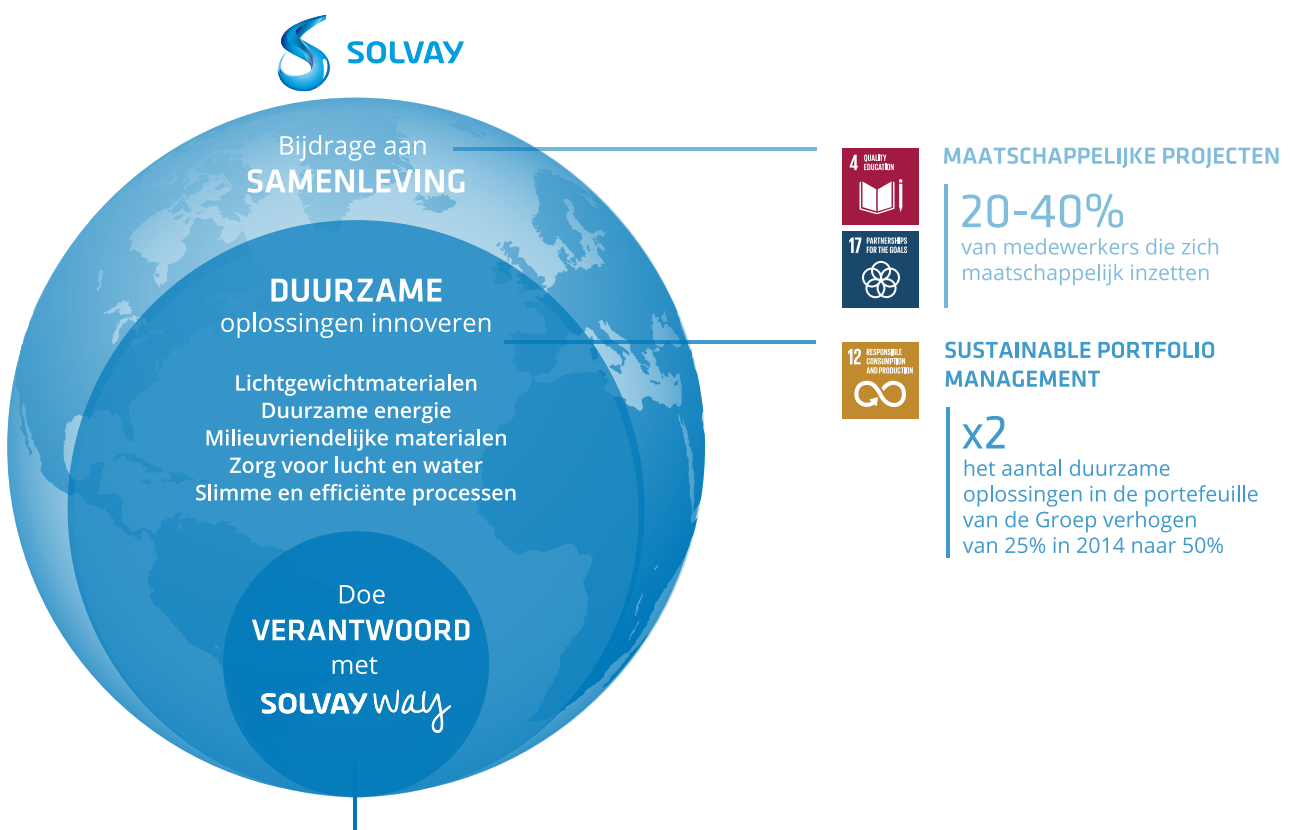 SOLVAY
Bijdrage aan
SAMENLEVING
DUURZAME
oplossingen innoveren
Lichtgewichtmaterialen
Duurzame energie
Milieuvriendelijke materialen
Zorg voor lucht en water
Slimme en efficiënte processen
Doe
VERANTWOORD
met
SOLVAY way
4 QUALITY
EDUCATION
17 PARTNERSHIPS
FOR THE GOALS
MAATSCHAPPELIJKE PROJECTEN
20-40%
van medewerkers die zich
maatschappelijk inzetten
12 RESPONSIBLE
CONSUMPTION
AND PRODUCTION
SUSTAINABLE PORTFOLIO
MANAGEMENT
x2
het aantal duurzame
oplossingen in de portefeuille
van de Groep verhogen
van 25% in 2014 naar 50%